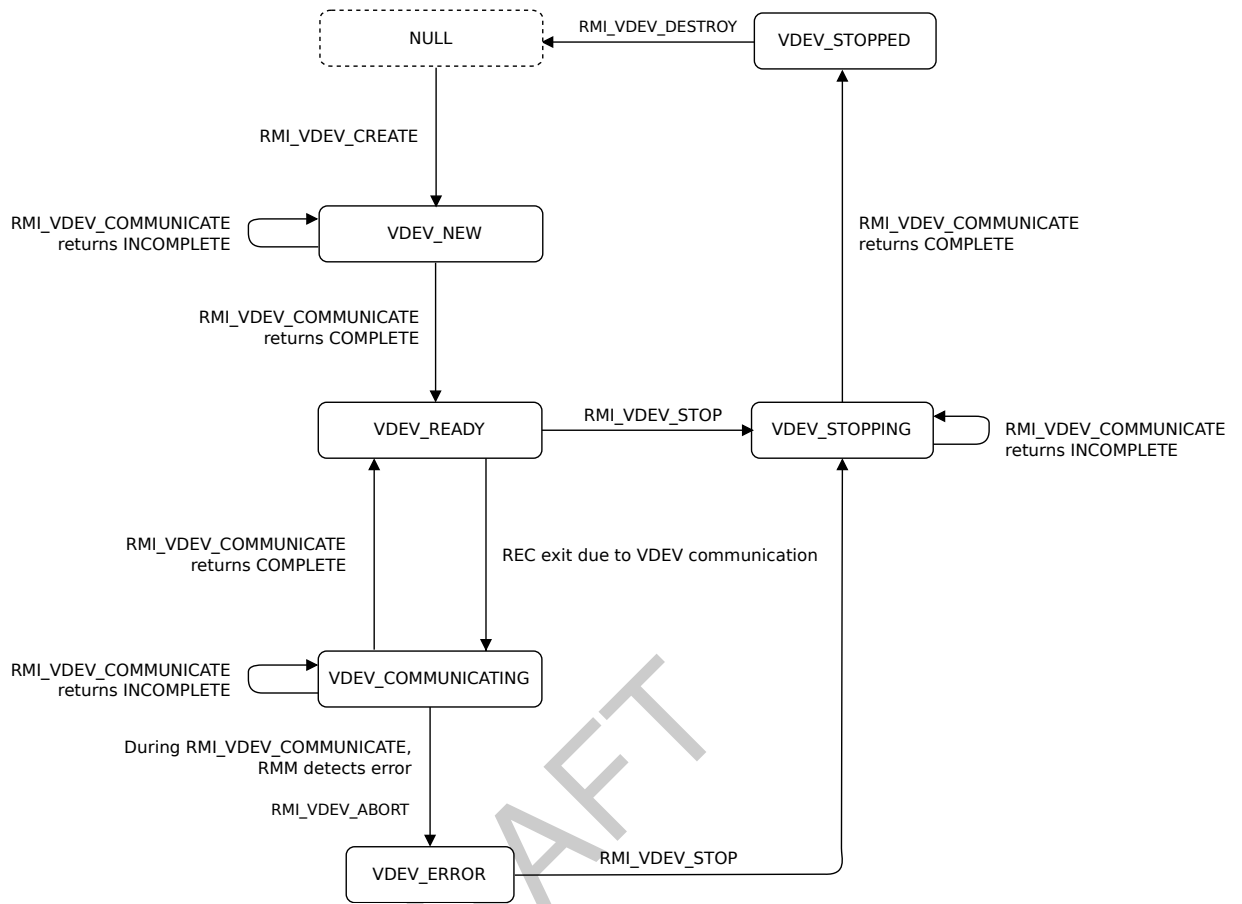 NULL
RMI_VDEV_DESTROY
VDEV_STOPPED
RMI_VDEV_CREATE
RMI_VDEV_COMMUNICATE
returns INCOMPLETE
VDEV_NEW
RMI_VDEV_COMMUNICATE
returns COMPLETE
RMI_VDEV_COMMUNICATE
returns COMPLETE
VDEV_READY
RMI_VDEV_STOP
VDEV_STOPPING
RMI_VDEV_COMMUNICATE
returns INCOMPLETE
RMI_VDEV_COMMUNICATE
returns COMPLETE
REC exit due to VDEV communication
RMI_VDEV_COMMUNICATE
returns INCOMPLETE
VDEV_COMMUNICATING
During RMI_VDEV_COMMUNICATE,
RMM detects error
RMI_VDEV_ABORT
VDEV_ERROR
RMI_VDEV_STOP
AFT